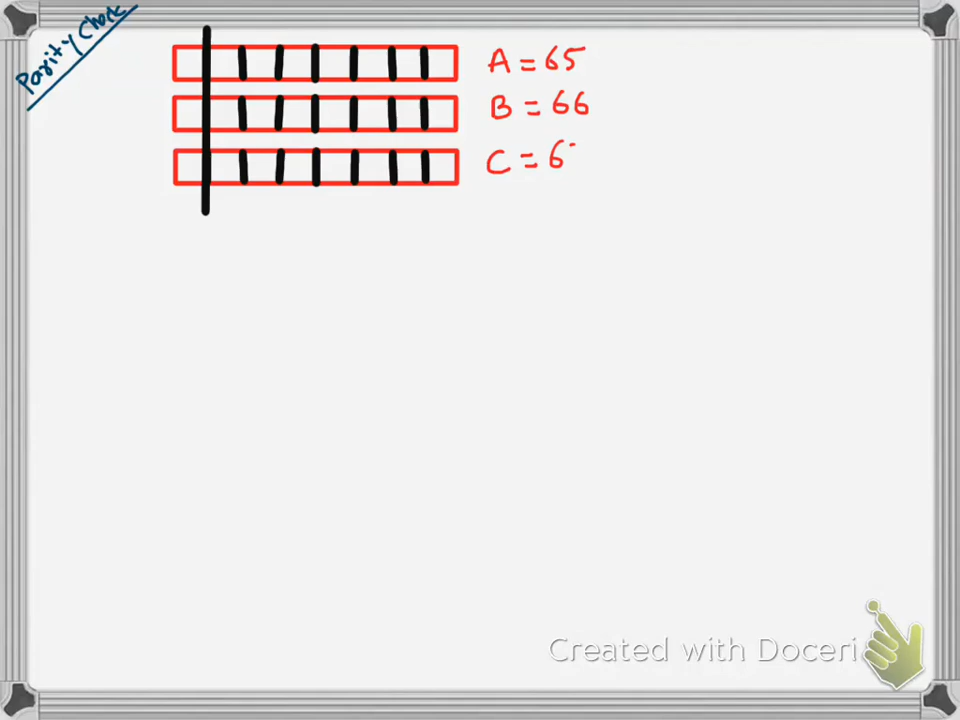 Parity Check
A = 65
B = 66
C = 6
Created with Doceri